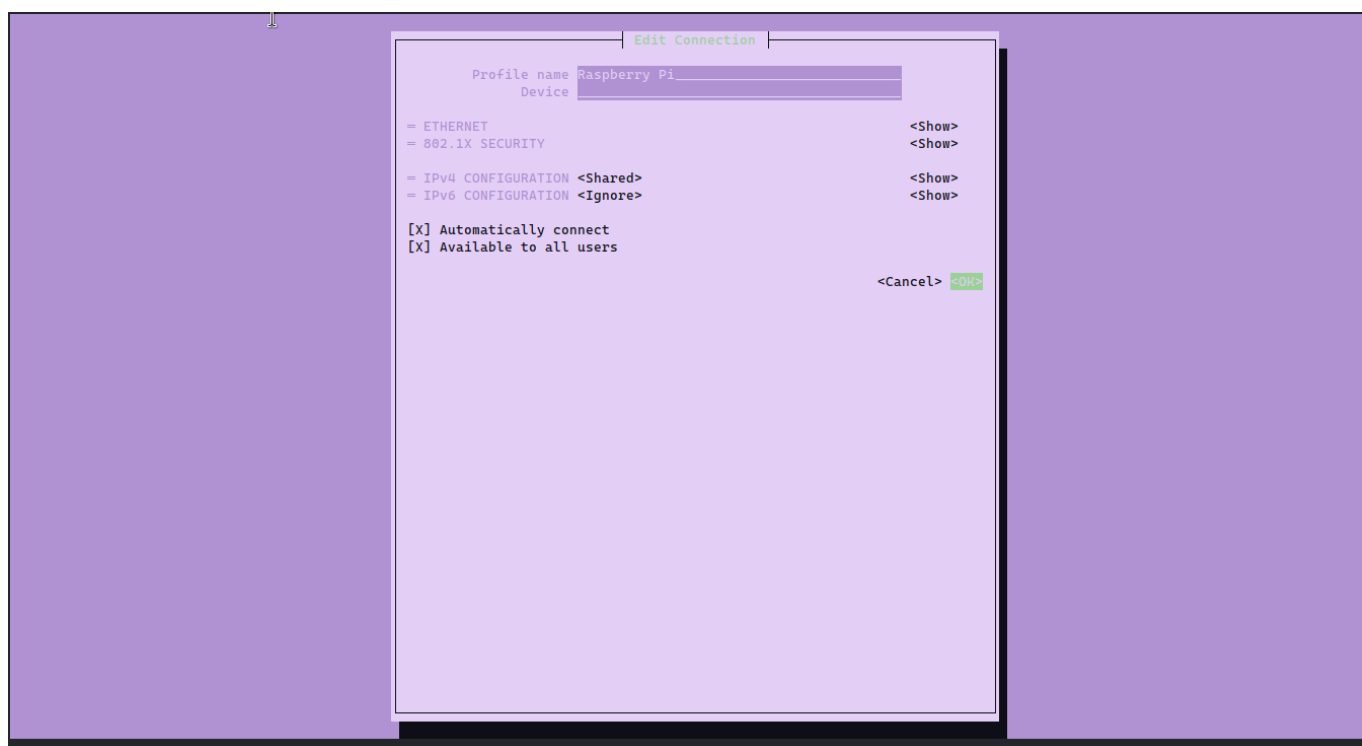 Edit Connection
Profile name Raspberry Pi
Device
= ETHERNET <Show>
= 802.1X SECURITY <Show>
= IPv4 CONFIGURATION <Shared> <Show>
= IPv6 CONFIGURATION <Ignore> <Show>
[X] Automatically connect
[X] Available to all users
<Cancel> <OK>